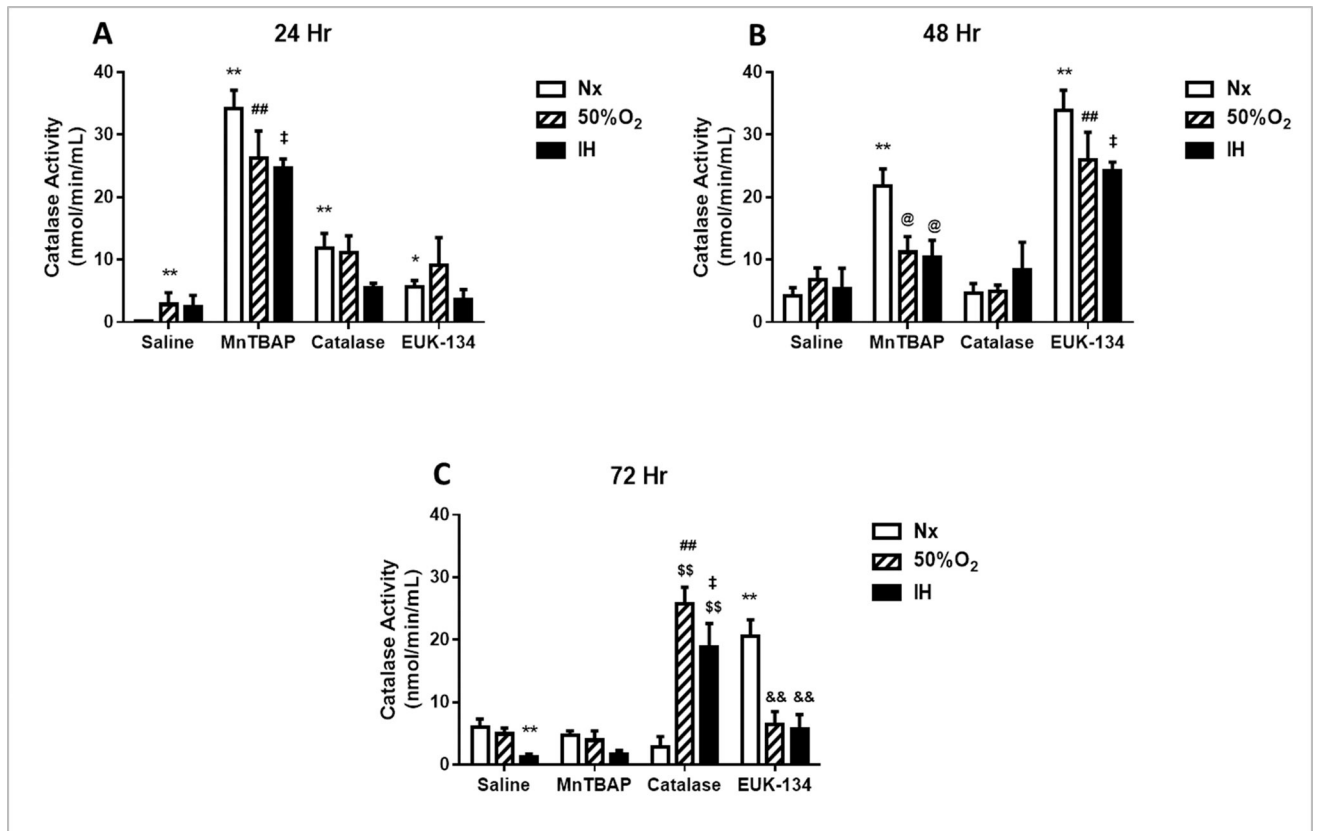 A 24 Hr
Catalase Activity
(nmol/min/mL)
40
30
20
10
0
**
**
##
‡
**
*
Saline MnTBAP Catalase EUK-134
Nx
50%O₂
IH
B 48 Hr
Catalase Activity
(nmol/min/mL)
40
30
20
10
0
**
@
@
**
##
‡
Saline MnTBAP Catalase EUK-134
Nx
50%O₂
IH
C 72 Hr
Catalase Activity
(nmol/min/mL)
40
30
20
10
0
**
##
$$
‡
$$
**
&& &&
Saline MnTBAP Catalase EUK-134
Nx
50%O₂
IH